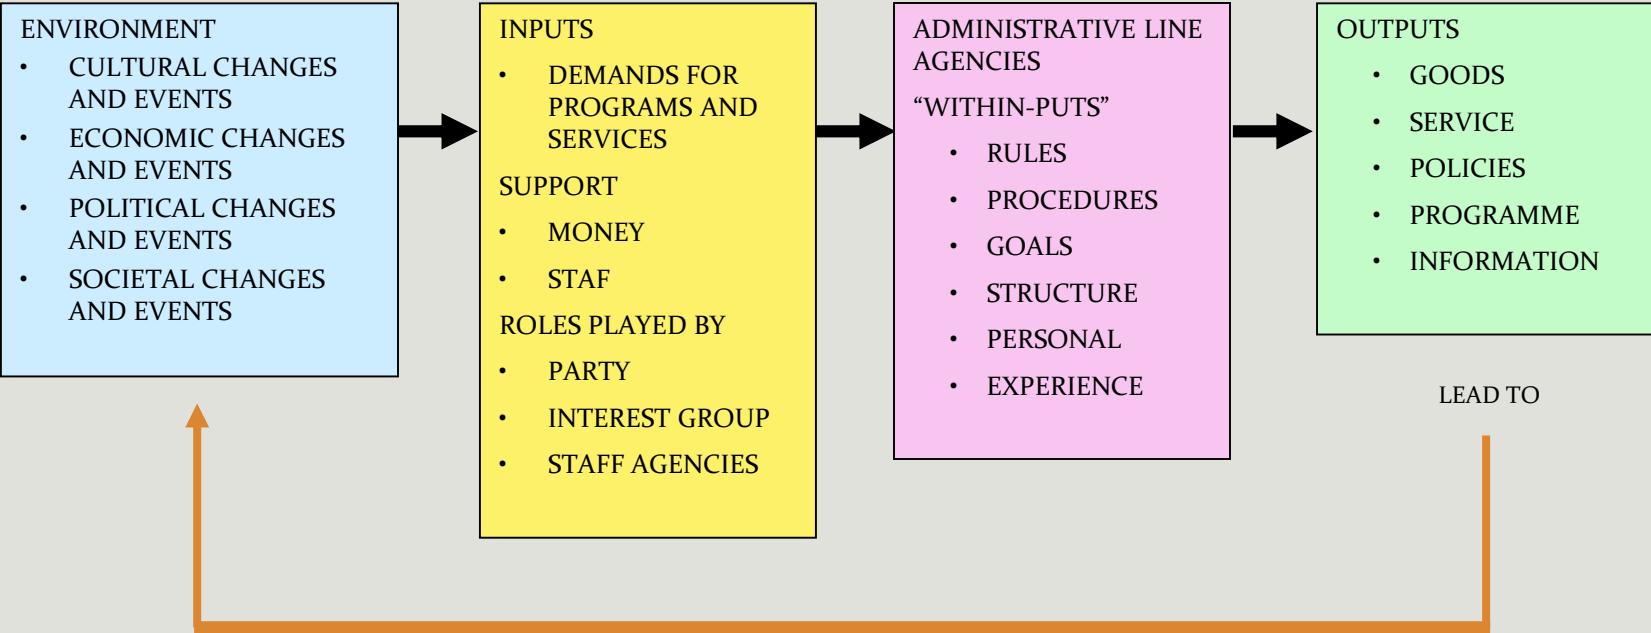 ENVIRONMENT
• CULTURAL CHANGES
AND EVENTS
• ECONOMIC CHANGES
AND EVENTS
• POLITICAL CHANGES
AND EVENTS
• SOCIETAL CHANGES
AND EVENTS
INPUTS
• DEMANDS FOR
PROGRAMS AND
SERVICES
SUPPORT
• MONEY
• STAF
ROLES PLAYED BY
• PARTY
• INTEREST GROUP
• STAFF AGENCIES
ADMINISTRATIVE LINE
AGENCIES
“WITHIN-PUTS”
• RULES
• PROCEDURES
• GOALS
• STRUCTURE
• PERSONAL
• EXPERIENCE
OUTPUTS
• GOODS
• SERVICE
• POLICIES
• PROGRAMME
• INFORMATION
LEAD TO